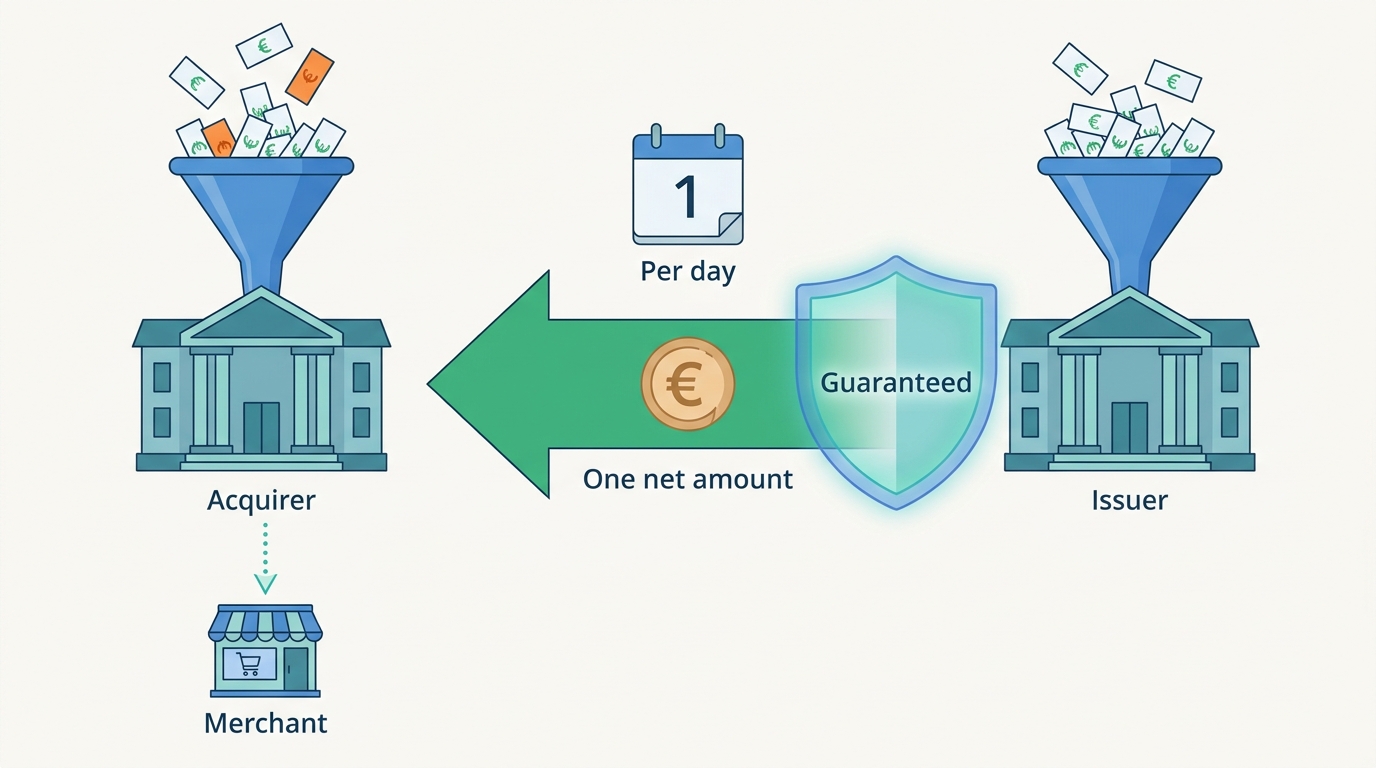 1
Per day
€
Guaranteed
One net amount
Acquirer
Issuer
Merchant